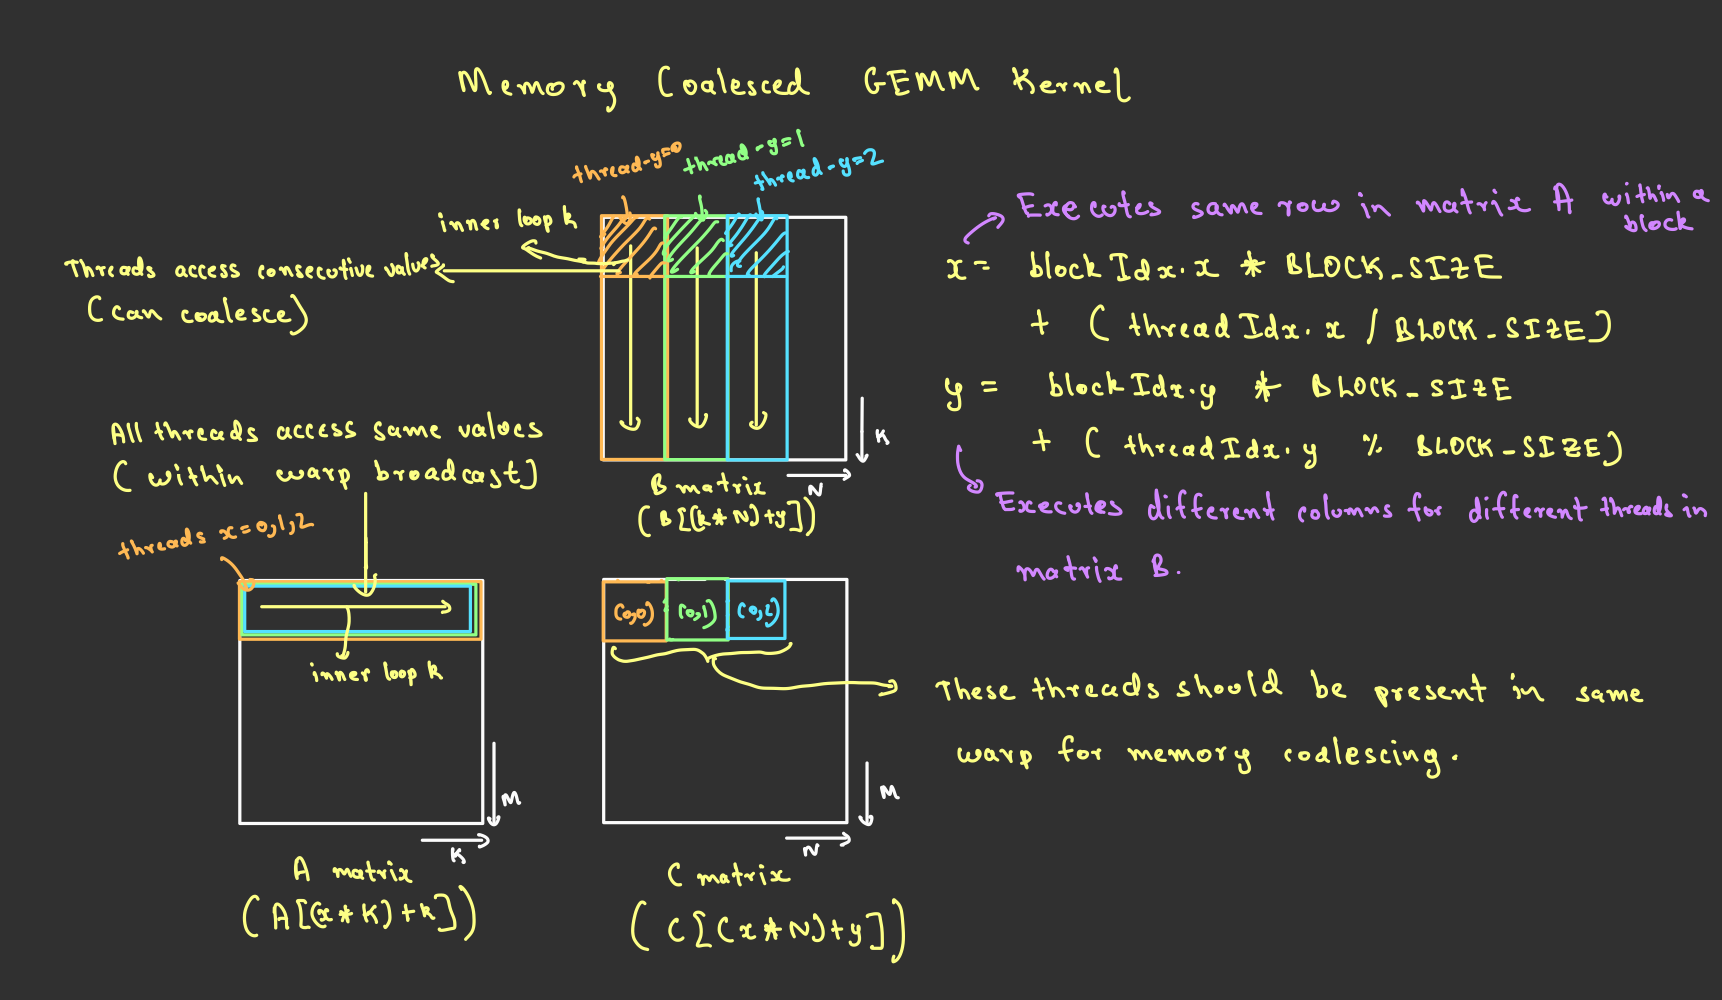 Memory Coalesced GEMM Kernel
thread-y=0
thread-y=1
thread-y=2
inner loop k
Threads access consecutive values
(can coalesce)
K
N
B matrix
(B[(k*N)+y])
All threads access same values
(within warp broadcast)
threads x=0,1,2
inner loop k
M
K
A matrix
(A[(x*K)+k])
(0,0) (0,1) (0,2)
M
N
C matrix
(C[(x*N)+y])
Executes same row in matrix A within a
block
x = blockIdx.x * BLOCK_SIZE
+ (threadIdx.x / BLOCK_SIZE)
y = blockIdx.y * BLOCK_SIZE
+ (threadIdx.y % BLOCK_SIZE)
Executes different columns for different threads in
matrix B.
These threads should be present in same
warp for memory coalescing.